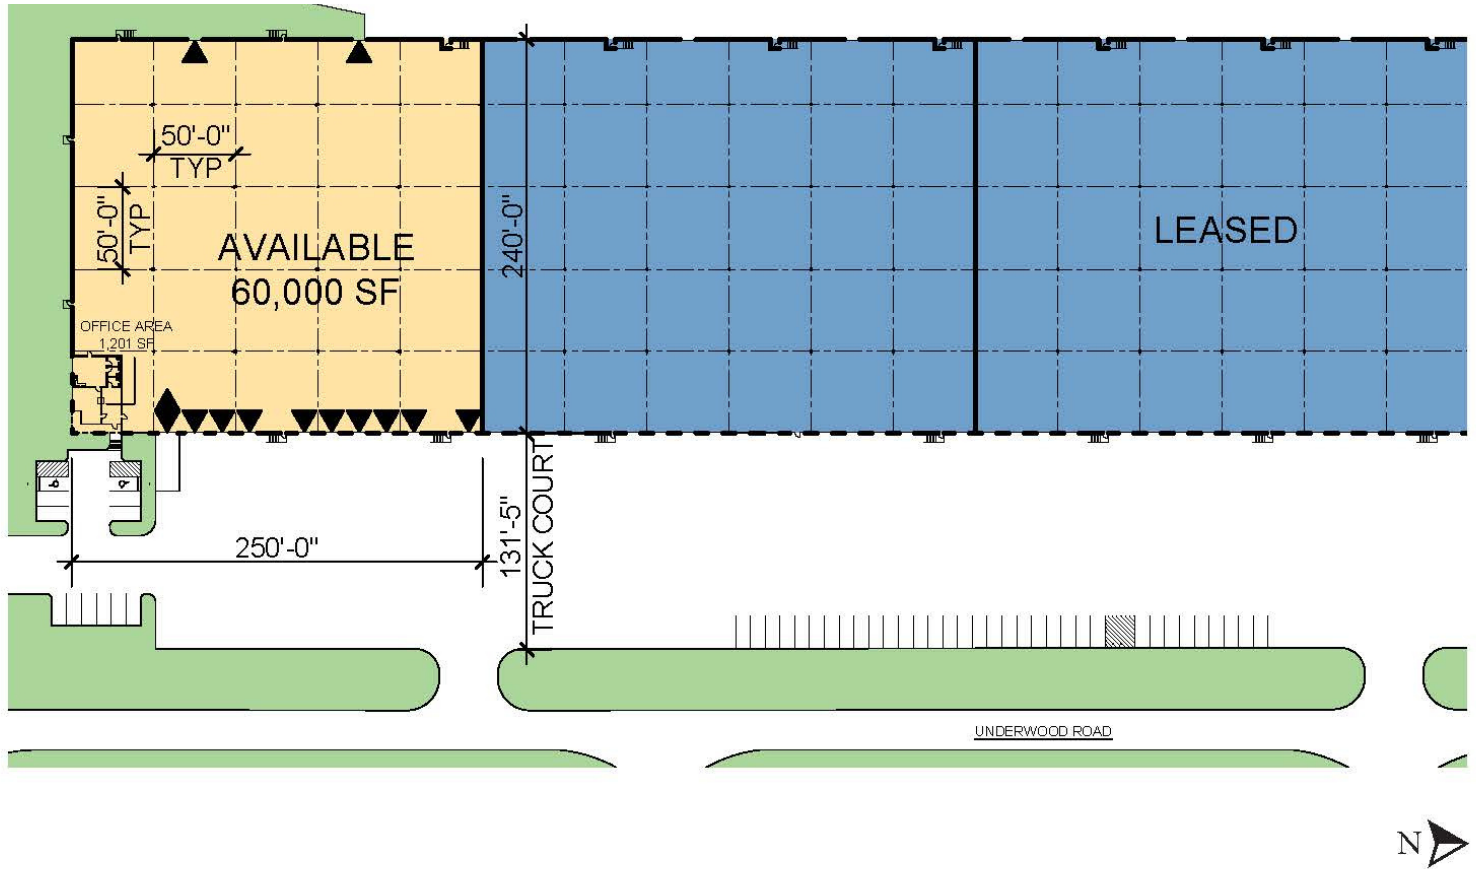 50'-0"
TYP
50'-0"
TYP
AVAILABLE
60,000 SF
240'-0"
LEASED
OFFICE AREA
1,201 SF
250'-0"
131'-5"
TRUCK COURT
UNDERWOOD ROAD
N